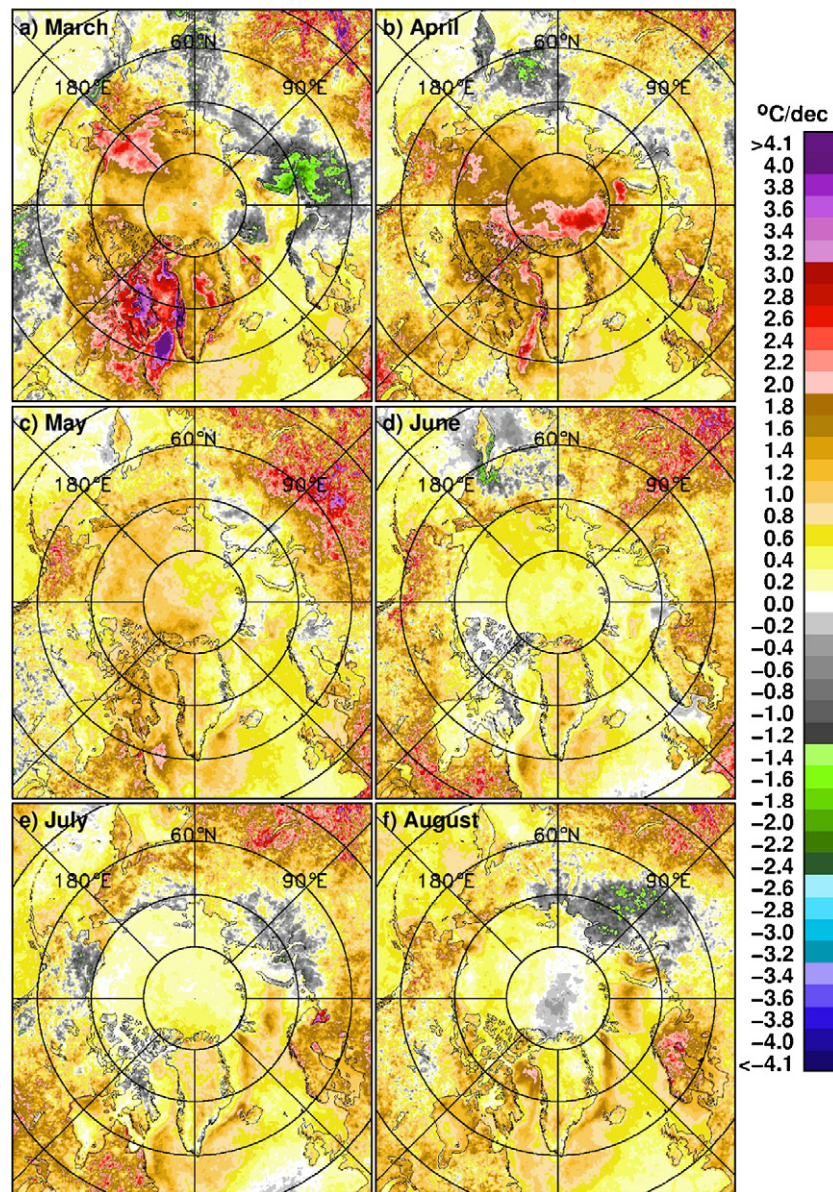 a) March
60°N
180°E
90°E
b) April
60°N
180°E
90°E
c) May
60°N
180°E
90°E
d) June
60°N
180°E
90°E
e) July
60°N
180°E
90°E
f) August
60°N
180°E
90°E
ºC/dec
>4.1
4.0
3.8
3.6
3.4
3.2
3.0
2.8
2.6
2.4
2.2
2.0
1.8
1.6
1.4
1.2
1.0
0.8
0.6
0.4
0.2
0.0
−0.2
−0.4
−0.6
−0.8
−1.0
−1.2
−1.4
−1.6
−1.8
−2.0
−2.2
−2.4
−2.6
−2.8
−3.0
−3.2
−3.4
−3.6
−3.8
−4.0
<−4.1